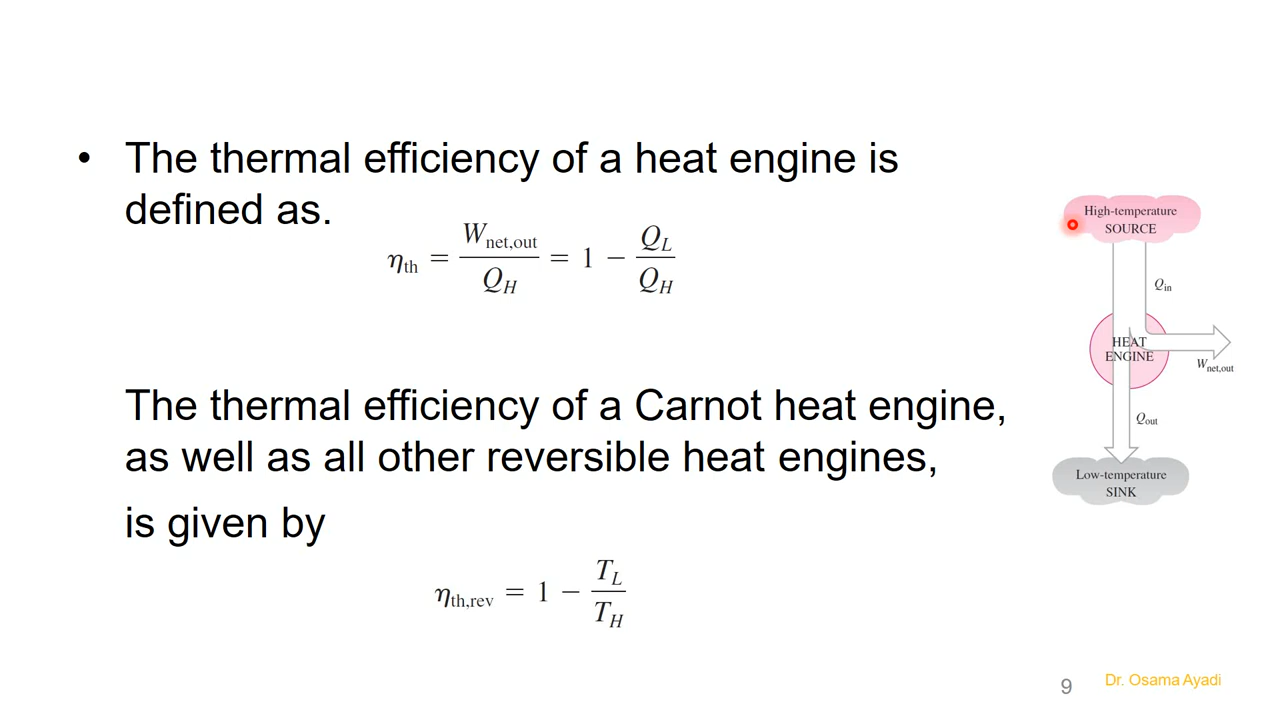 • The thermal efficiency of a heat engine is
defined as.
η_th = W_net,out / Q_H = 1 − Q_L / Q_H
The thermal efficiency of a Carnot heat engine,
as well as all other reversible heat engines,
is given by
η_th,rev = 1 − T_L / T_H
High-temperature
SOURCE
Q_in
HEAT
ENGINE
W_net,out
Q_out
Low-temperature
SINK
9
Dr. Osama Ayadi